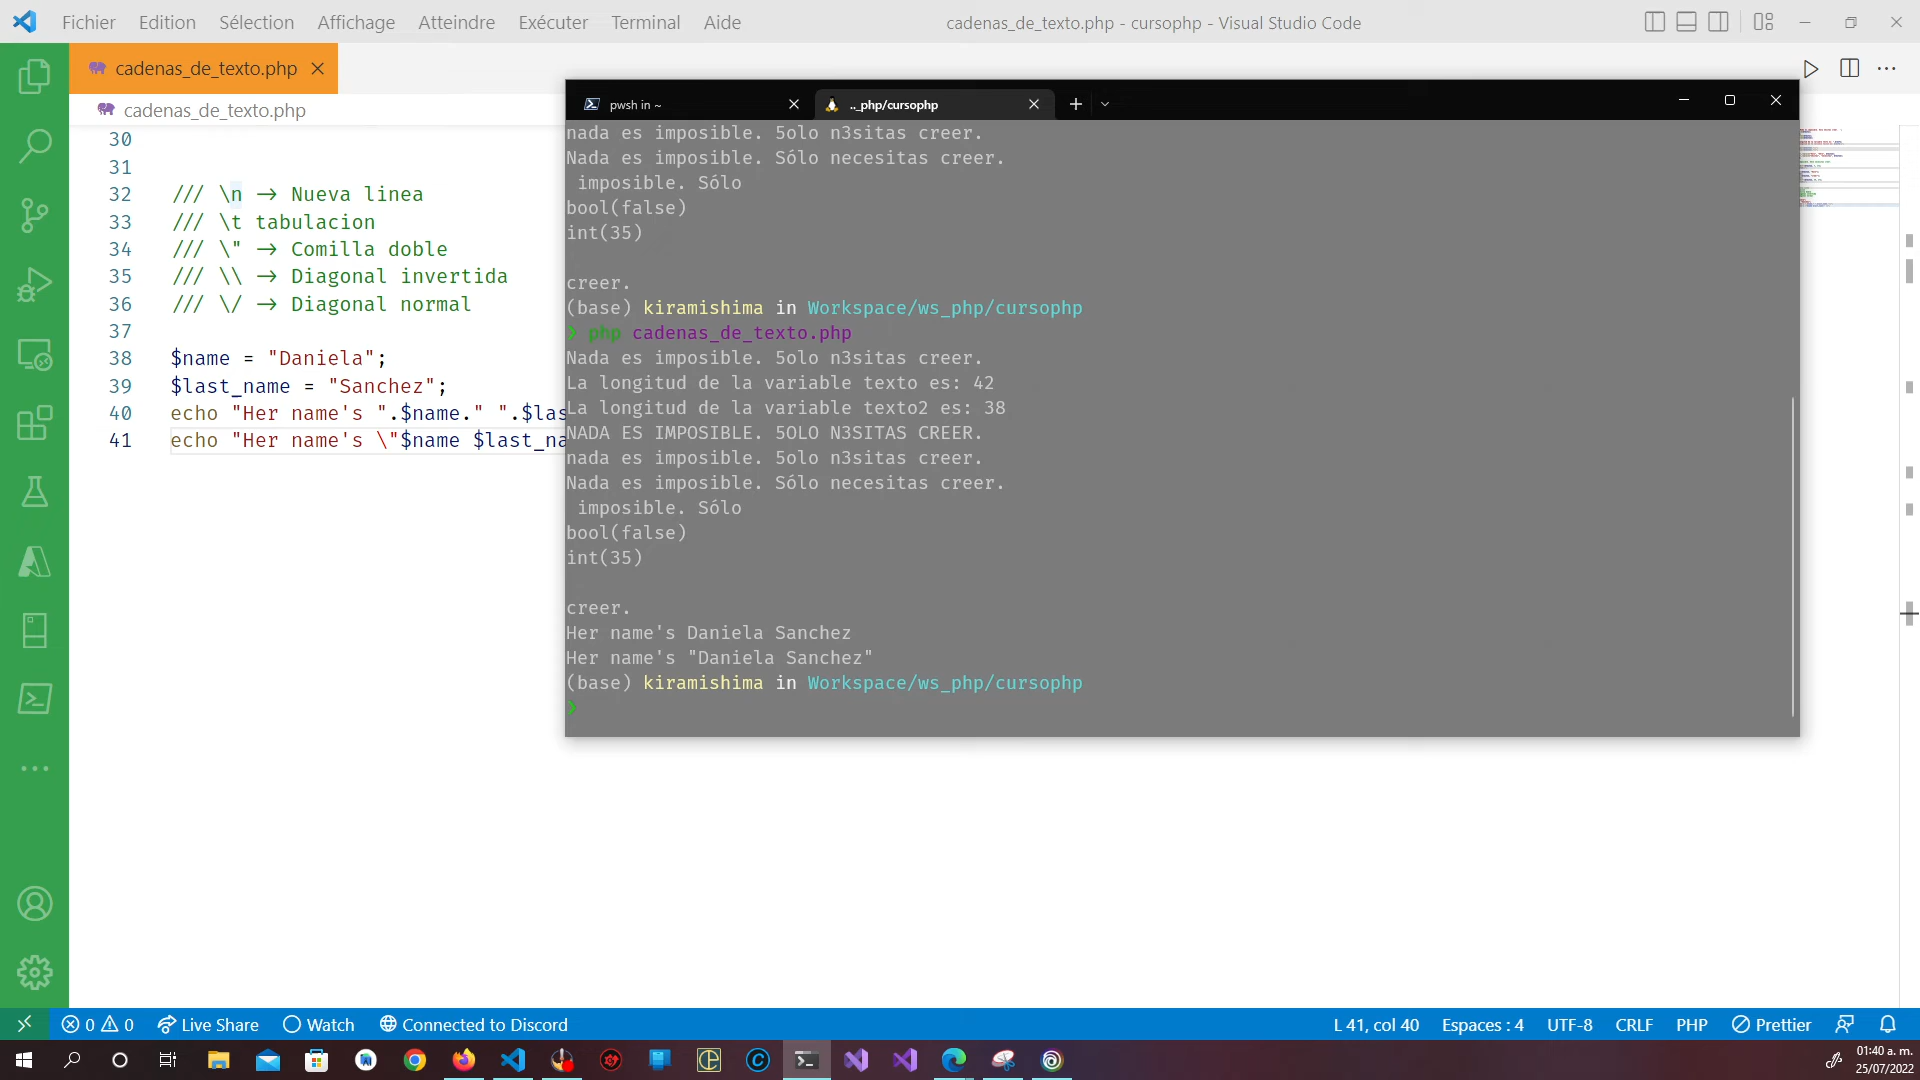 Fichier Edition Sélection Affichage Atteindre Exécuter Terminal Aide
cadenas_de_texto.php - cursophp - Visual Studio Code
cadenas_de_texto.php
cadenas_de_texto.php
30
31
32 /// \n → Nueva linea
33 /// \t tabulacion
34 /// \" → Comilla doble
35 /// \\ → Diagonal invertida
36 /// \/ → Diagonal normal
37
38 $name = "Daniela";
39 $last_name = "Sanchez";
40 echo "Her name's ".$name." ".$las
41 echo "Her name's \"$name $last_na
pwsh in ~
.._php/cursophp
nada es imposible. 5olo n3sitas creer.
Nada es imposible. Sólo necesitas creer.
imposible. Sólo
bool(false)
int(35)
creer.
(base) kiramishima in Workspace/ws_php/cursophp
❯ php cadenas_de_texto.php
Nada es imposible. 5olo n3sitas creer.
La longitud de la variable texto es: 42
La longitud de la variable texto2 es: 38
NADA ES IMPOSIBLE. 5OLO N3SITAS CREER.
nada es imposible. 5olo n3sitas creer.
Nada es imposible. Sólo necesitas creer.
imposible. Sólo
bool(false)
int(35)
creer.
Her name's Daniela Sanchez
Her name's "Daniela Sanchez"
(base) kiramishima in Workspace/ws_php/cursophp
❯
0 0 Live Share Watch Connected to Discord
L 41, col 40 Espaces : 4 UTF-8 CRLF PHP Prettier
01:40 a. m.
25/07/2022